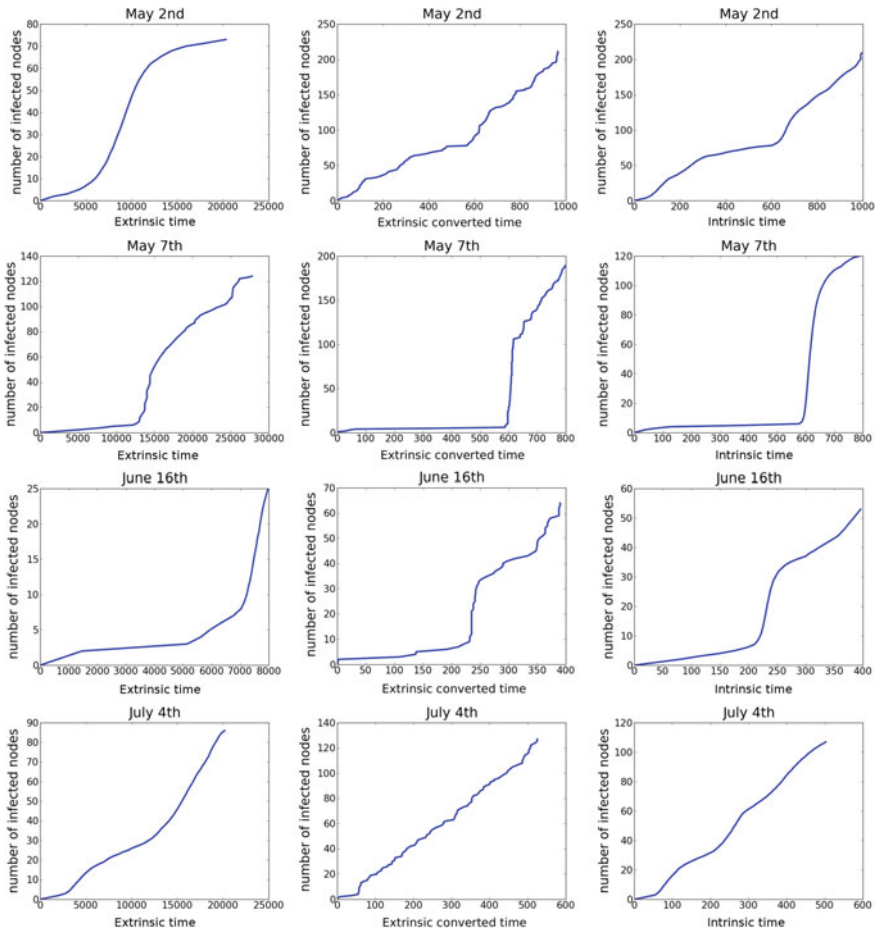 May 2nd
number of infected nodes
80
70
60
50
40
30
20
10
0
0 5000 10000 15000 20000 25000
Extrinsic time
May 2nd
number of infected nodes
250
200
150
100
50
0
0 200 400 600 800 1000
Extrinsic converted time
May 2nd
number of infected nodes
250
200
150
100
50
0
0 200 400 600 800 1000
Intrinsic time
May 7th
number of infected nodes
140
120
100
80
60
40
20
0
0 5000 10000 15000 20000 25000 30000
Extrinsic time
May 7th
number of infected nodes
200
150
100
50
0
0 100 200 300 400 500 600 700 800
Extrinsic converted time
May 7th
number of infected nodes
120
100
80
60
40
20
0
0 100 200 300 400 500 600 700 800
Intrinsic time
June 16th
number of infected nodes
25
20
15
10
5
0
0 1000 2000 3000 4000 5000 6000 7000 8000
Extrinsic time
June 16th
number of infected nodes
70
60
50
40
30
20
10
0
0 50 100 150 200 250 300 350 400
Extrinsic converted time
June 16th
number of infected nodes
60
50
40
30
20
10
0
0 50 100 150 200 250 300 350 400
Intrinsic time
July 4th
number of infected nodes
90
80
70
60
50
40
30
20
10
0
0 5000 10000 15000 20000 25000
Extrinsic time
July 4th
number of infected nodes
140
120
100
80
60
40
20
0
0 100 200 300 400 500 600
Extrinsic converted time
July 4th
number of infected nodes
120
100
80
60
40
20
0
0 100 200 300 400 500 600
Intrinsic time